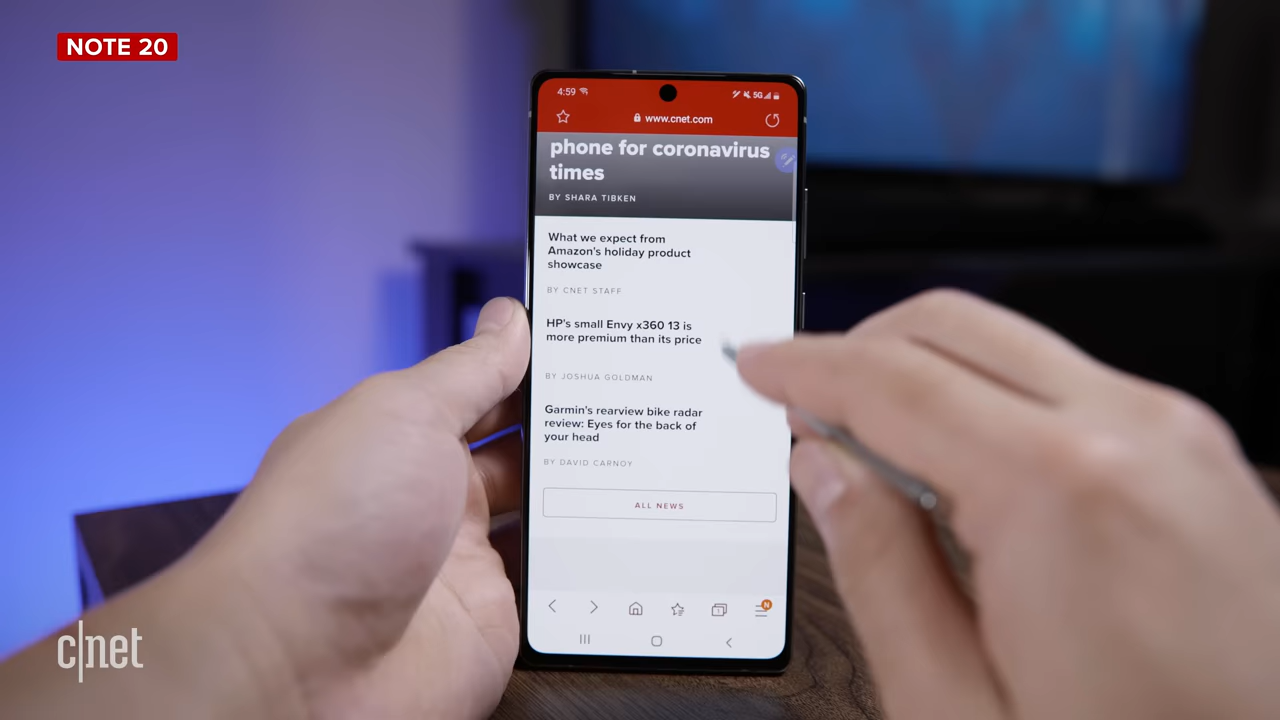 NOTE 20
4:59
5G
www.cnet.com
phone for coronavirus
times
BY SHARA TIBKEN
What we expect from
Amazon's holiday product
showcase
BY CNET STAFF
HP's small Envy x360 13 is
more premium than its price
BY JOSHUA GOLDMAN
Garmin's rearview bike radar
review: Eyes for the back of
your head
BY DAVID CARNOY
ALL NEWS
1
N
c|net